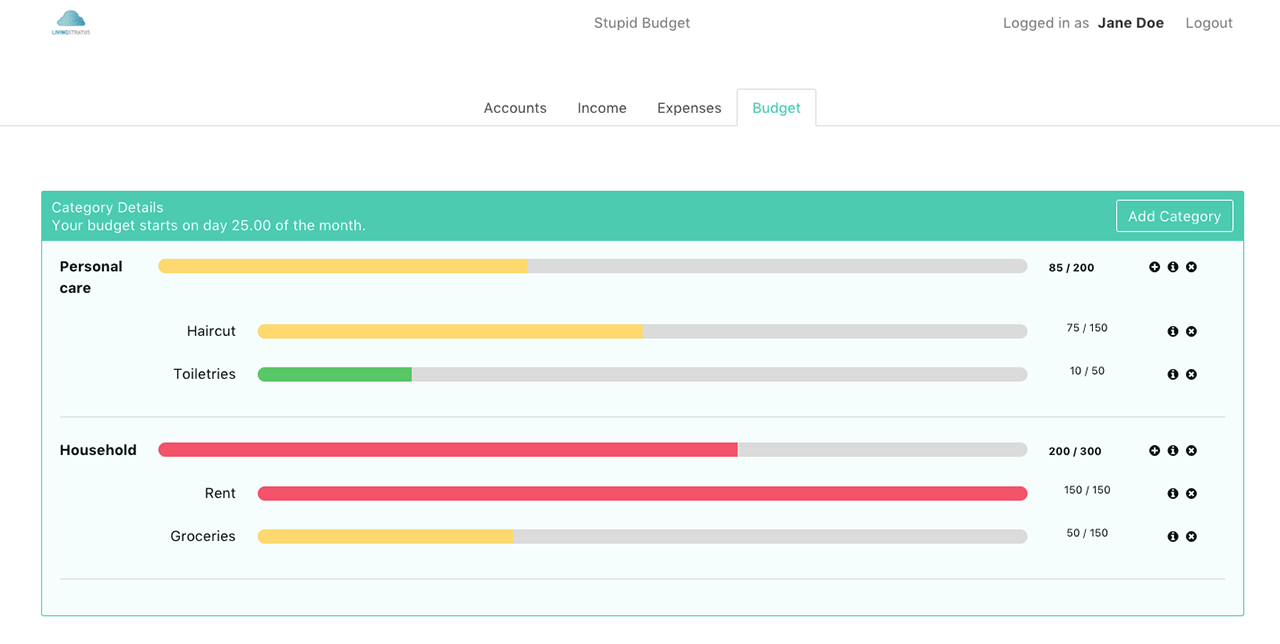 LIVINGSTRATUS
Stupid Budget
Logged in as Jane Doe Logout
Accounts Income Expenses Budget
Category Details
Your budget starts on day 25.00 of the month.
Add Category
Personal
care
85 / 200
Haircut 75 / 150
Toiletries 10 / 50
Household 200 / 300
Rent 150 / 150
Groceries 50 / 150